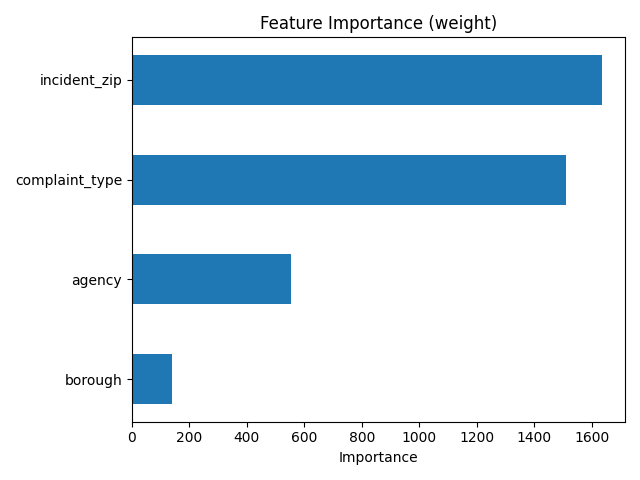 Feature Importance (weight)
incident_zip
complaint_type
agency
borough
0 200 400 600 800 1000 1200 1400 1600
Importance